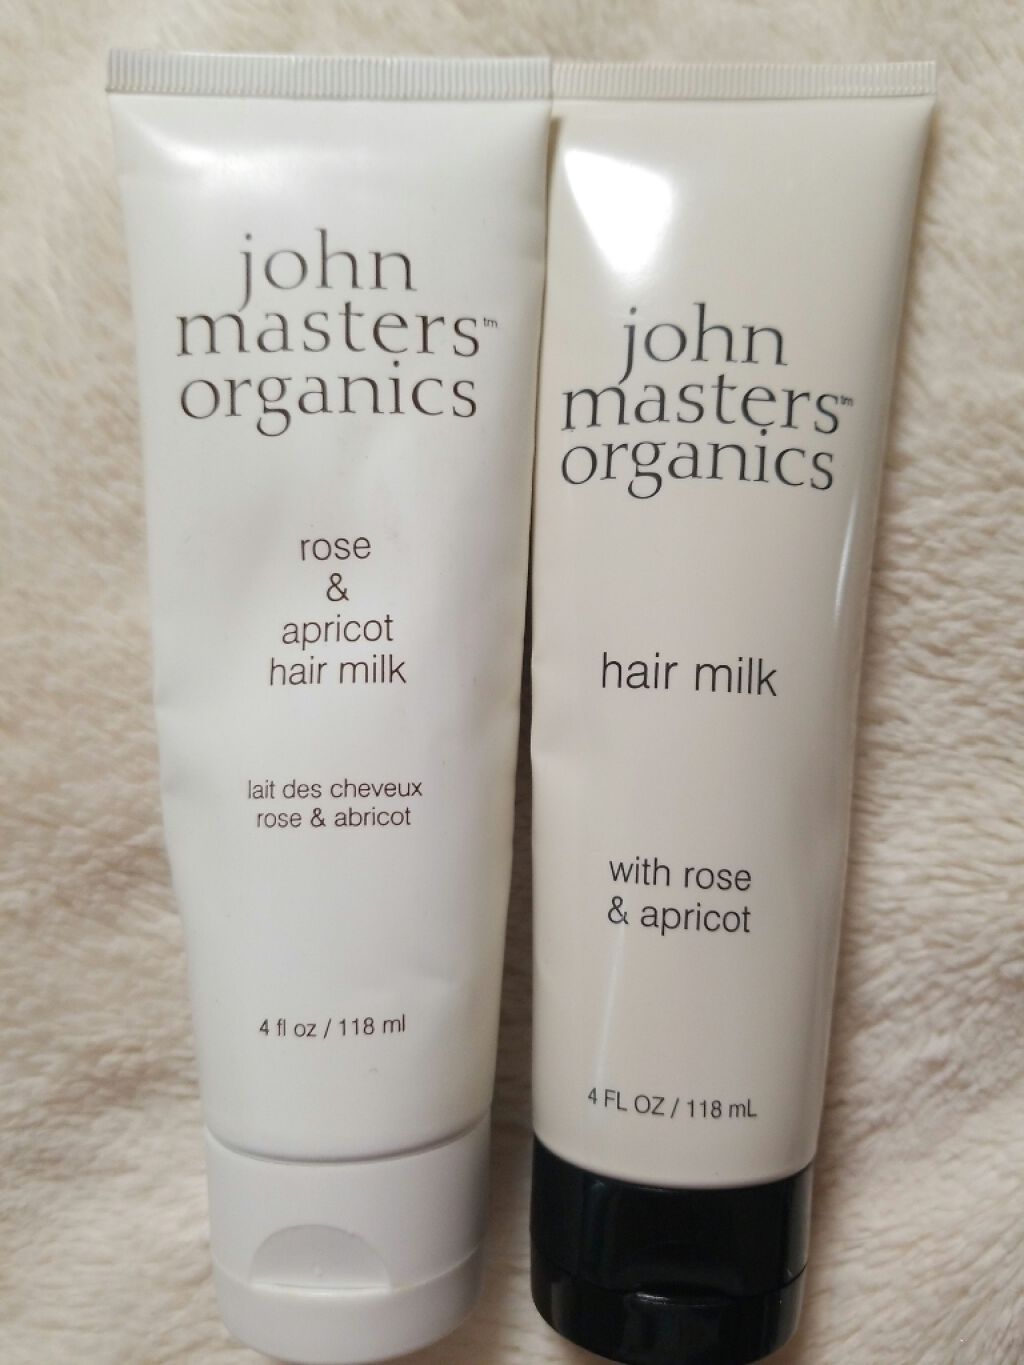 john
masters™
organics
rose
&
apricot
hair milk
lait des cheveux
rose & abricot
4 fl oz / 118 ml
john
masters™
organics
hair milk
with rose
& apricot
4 FL OZ / 118 mL